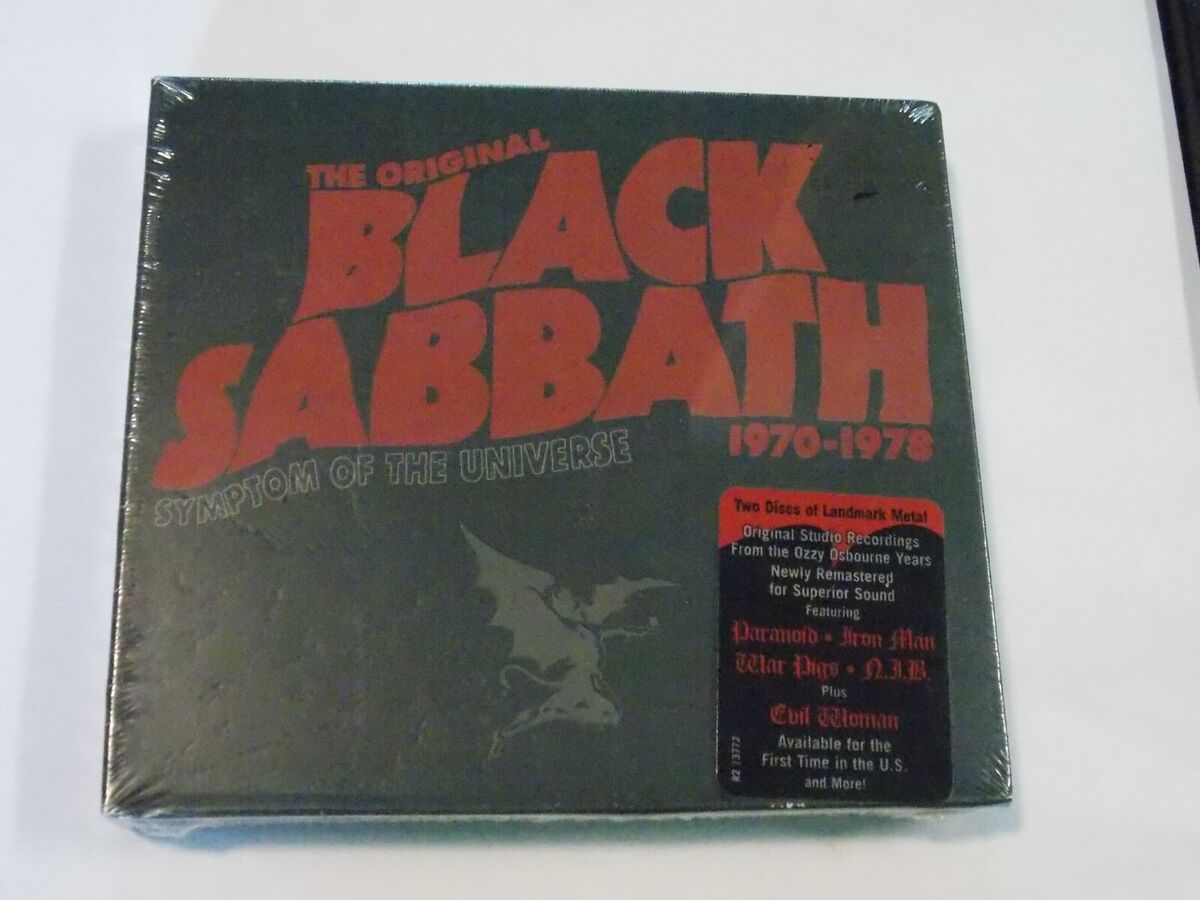 THE ORIGINAL
BLACK
SABBATH
1970-1978
SYMPTOM OF THE UNIVERSE
Two Discs of Landmark Metal
Original Studio Recordings
From the Ozzy Osbourne Years
Newly Remastered
for Superior Sound
Featuring
Paranoid • Iron Man
War Pigs • N.I.B.
Plus
Evil Woman
Available for the
First Time in the U.S.
and More!
R2 73772